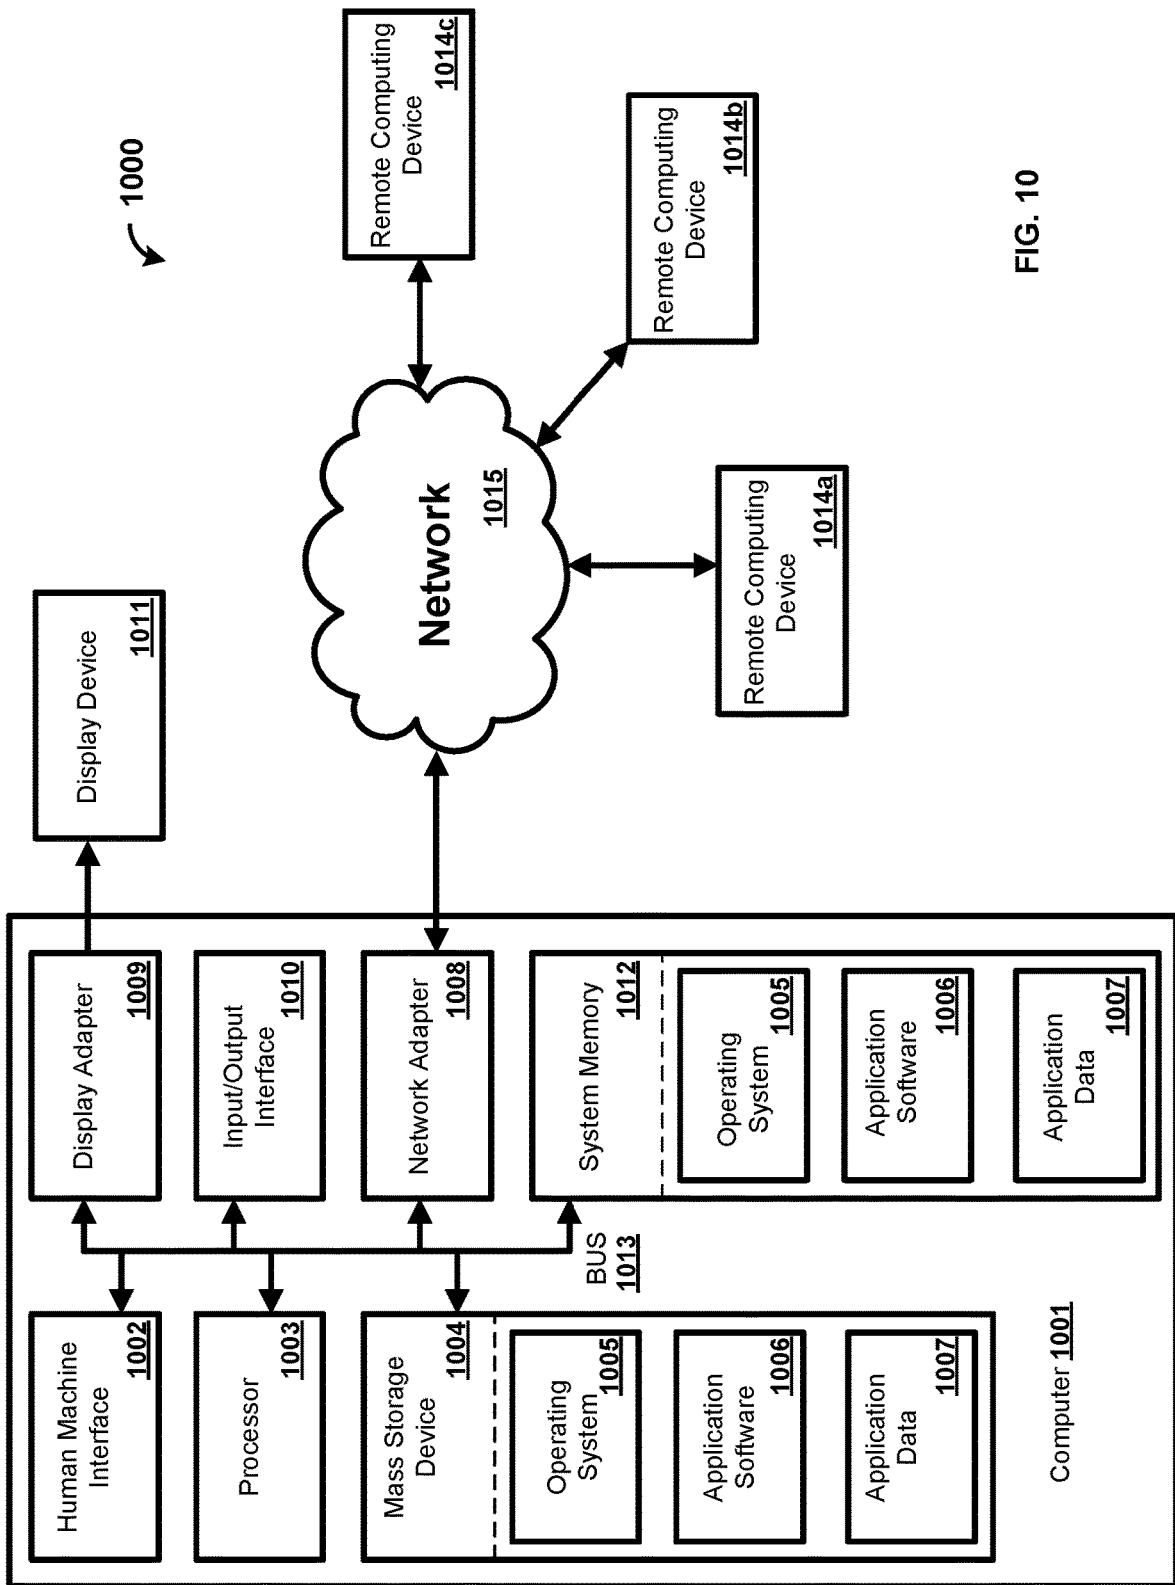 1000
Human Machine
Interface
1002
Display Adapter
1009
Display Device
1011
Remote Computing
Device
1014c
Processor
1003
Input/Output
Interface
1010
Network
1015
Mass Storage
Device
1004
Network Adapter
1008
Remote Computing
Device
1014b
Operating
System
1005
BUS
1013
System Memory
1012
Remote Computing
Device
1014a
Application
Software
1006
Operating
System
1005
Application
Data
1007
Application
Software
1006
Computer 1001
Application
Data
1007
FIG. 10